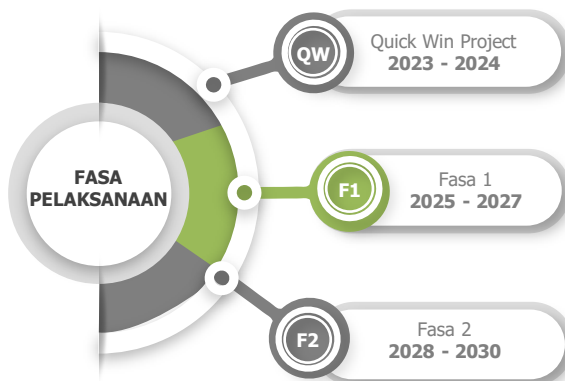 QW
Quick Win Project
2023 - 2024
FASA
PELAKSANAAN
F1
Fasa 1
2025 - 2027
F2
Fasa 2
2028 - 2030